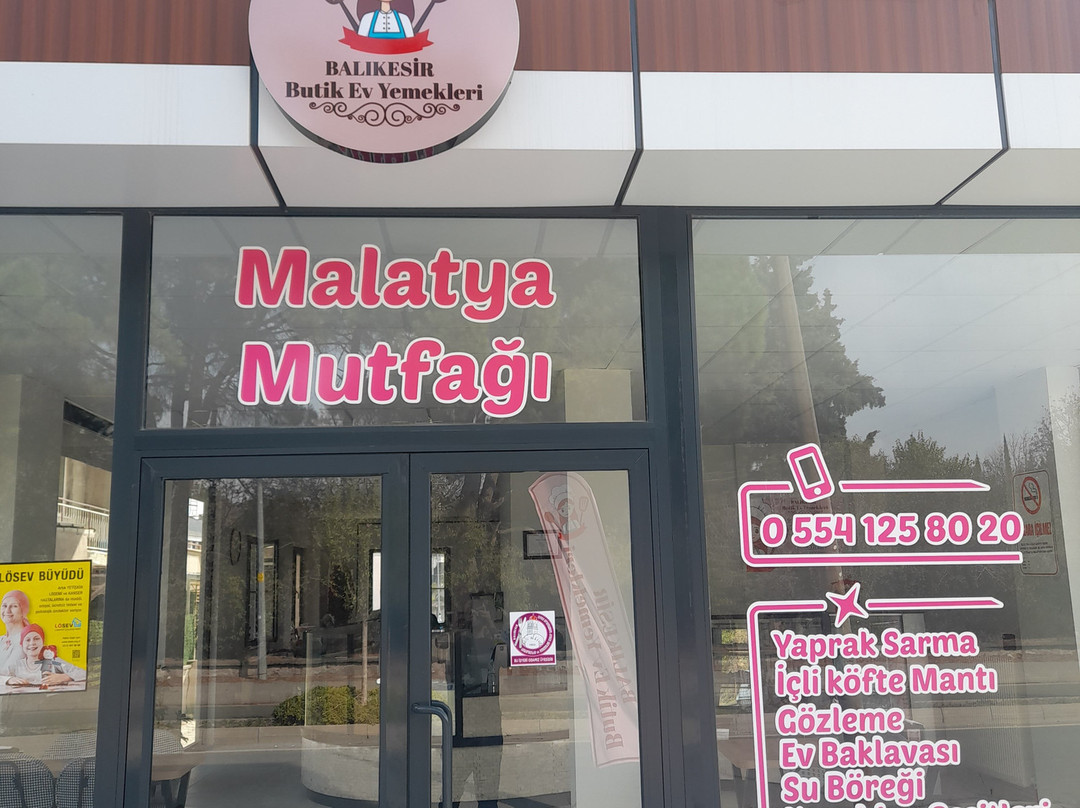 BALIKESİR
Butik Ev Yemekleri
Malatya
Mutfağı
0 554 125 80 20
Yaprak Sarma
İçli köfte Mantı
Gözleme
Ev Baklavası
Su Böreği
LÖSEV BÜYÜDÜ
LÖSEV